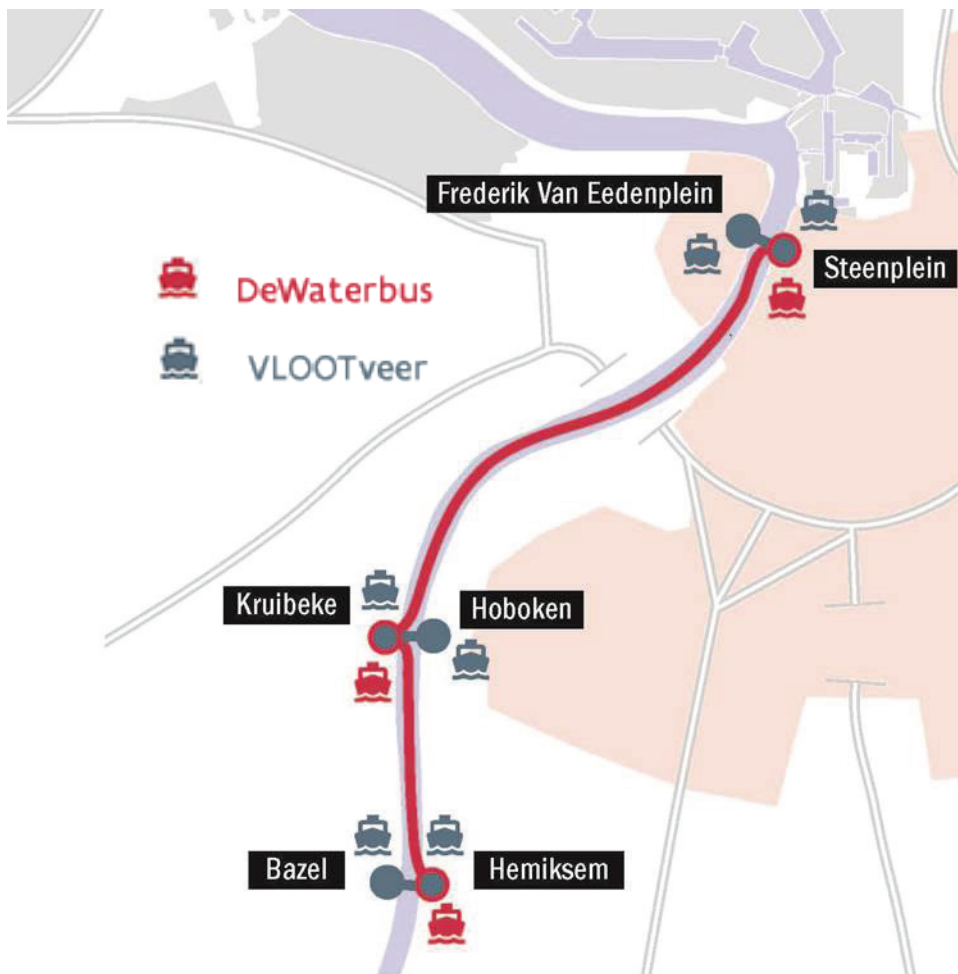 Frederik Van Eedenplein
Steenplein
DeWaterbus
VLOOTveer
Kruibeke
Hoboken
Bazel
Hemiksem